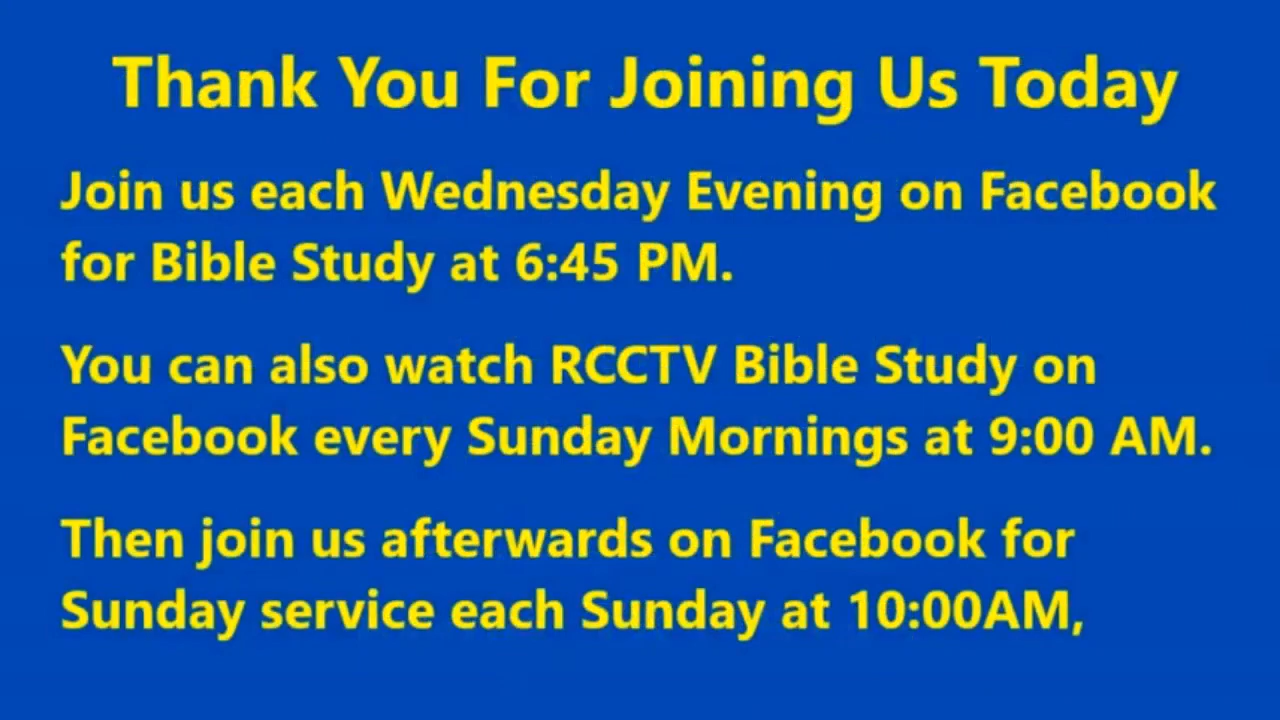 Thank You For Joining Us Today
Join us each Wednesday Evening on Facebook
for Bible Study at 6:45 PM.
You can also watch RCCTV Bible Study on
Facebook every Sunday Mornings at 9:00 AM.
Then join us afterwards on Facebook for
Sunday service each Sunday at 10:00AM,